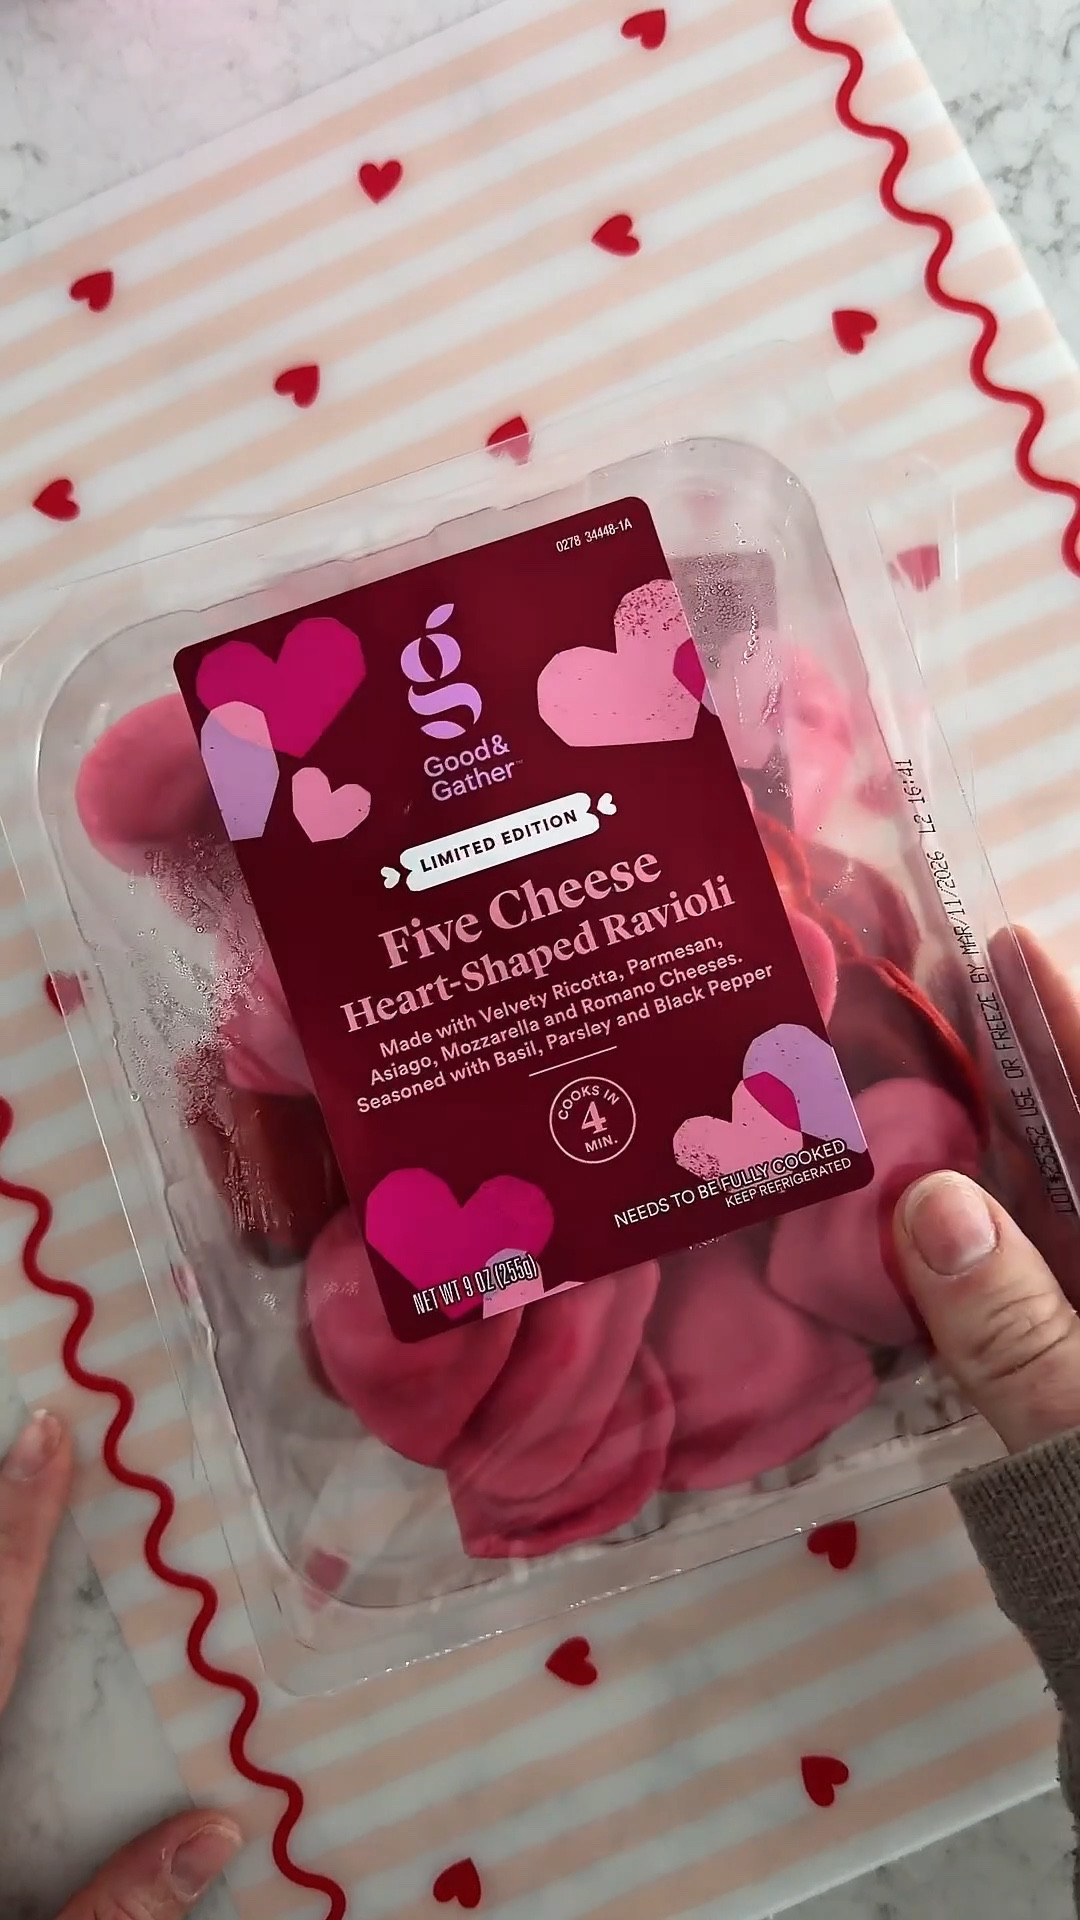 0278 34448-1A
g
Good&
Gather™
LIMITED EDITION
Five Cheese
Heart-Shaped Ravioli
Made with Velvety Ricotta, Parmesan,
Asiago, Mozzarella and Romano Cheeses.
Seasoned with Basil, Parsley and Black Pepper
COOKS IN
4
MIN.
NEEDS TO BE FULLY COOKED
KEEP REFRIGERATED
NET WT 9 OZ (255g)
USE OR FREEZE BY MAR/11/2026 L2 16:41